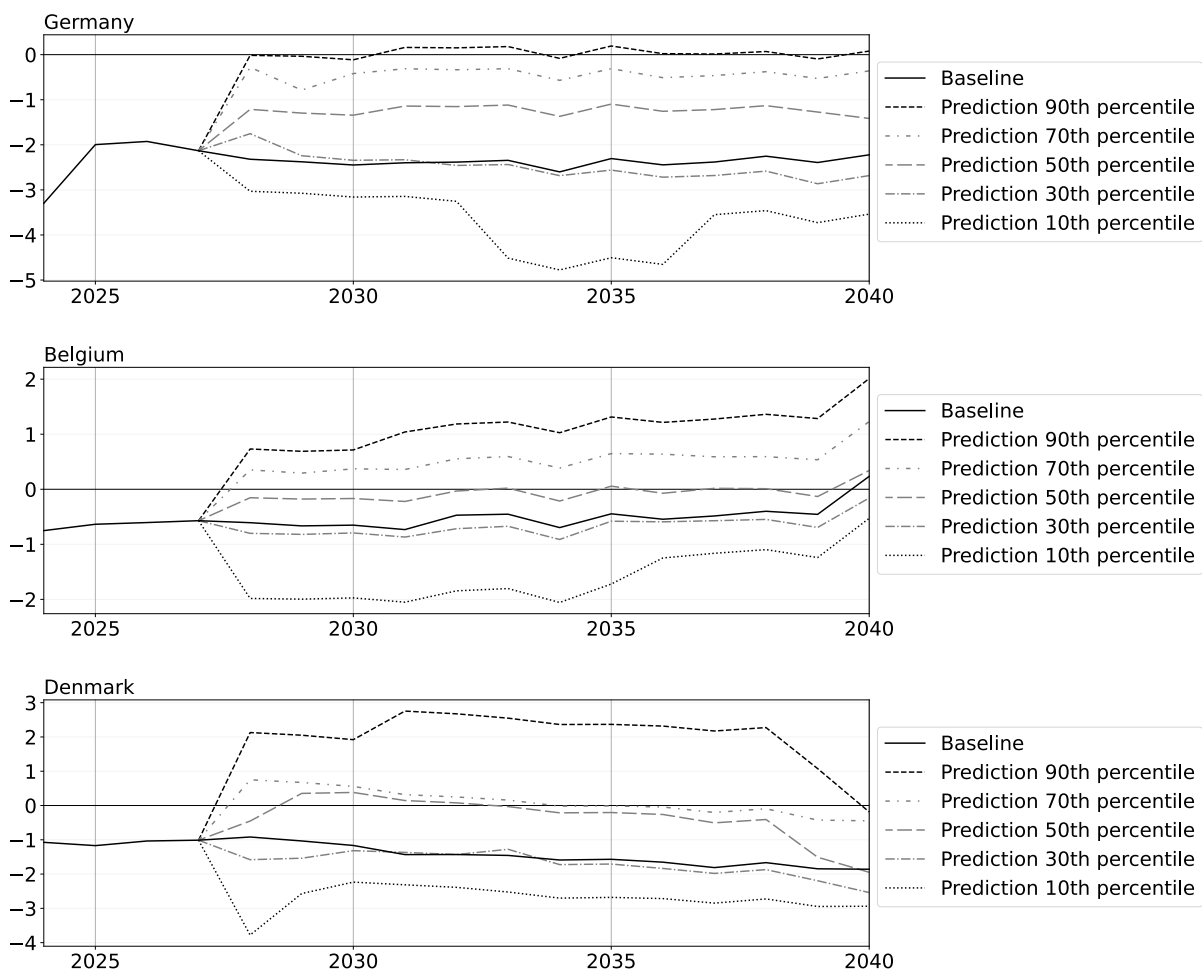 Germany
0
−1
−2
−3
−4
−5
2025
2030
2035
2040
Baseline
Prediction 90th percentile
Prediction 70th percentile
Prediction 50th percentile
Prediction 30th percentile
Prediction 10th percentile
Belgium
2
1
0
−1
−2
2025
2030
2035
2040
Baseline
Prediction 90th percentile
Prediction 70th percentile
Prediction 50th percentile
Prediction 30th percentile
Prediction 10th percentile
Denmark
3
2
1
0
−1
−2
−3
−4
2025
2030
2035
2040
Baseline
Prediction 90th percentile
Prediction 70th percentile
Prediction 50th percentile
Prediction 30th percentile
Prediction 10th percentile